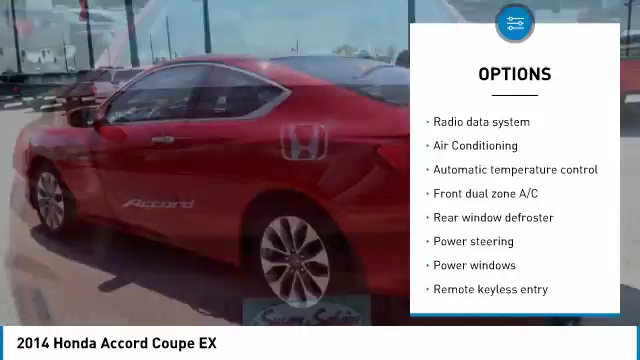 OPTIONS
Radio data system
Air Conditioning
Automatic temperature control
Front dual zone A/C
Rear window defroster
Power steering
Power windows
Remote keyless entry
Accord
2014 Honda Accord Coupe EX